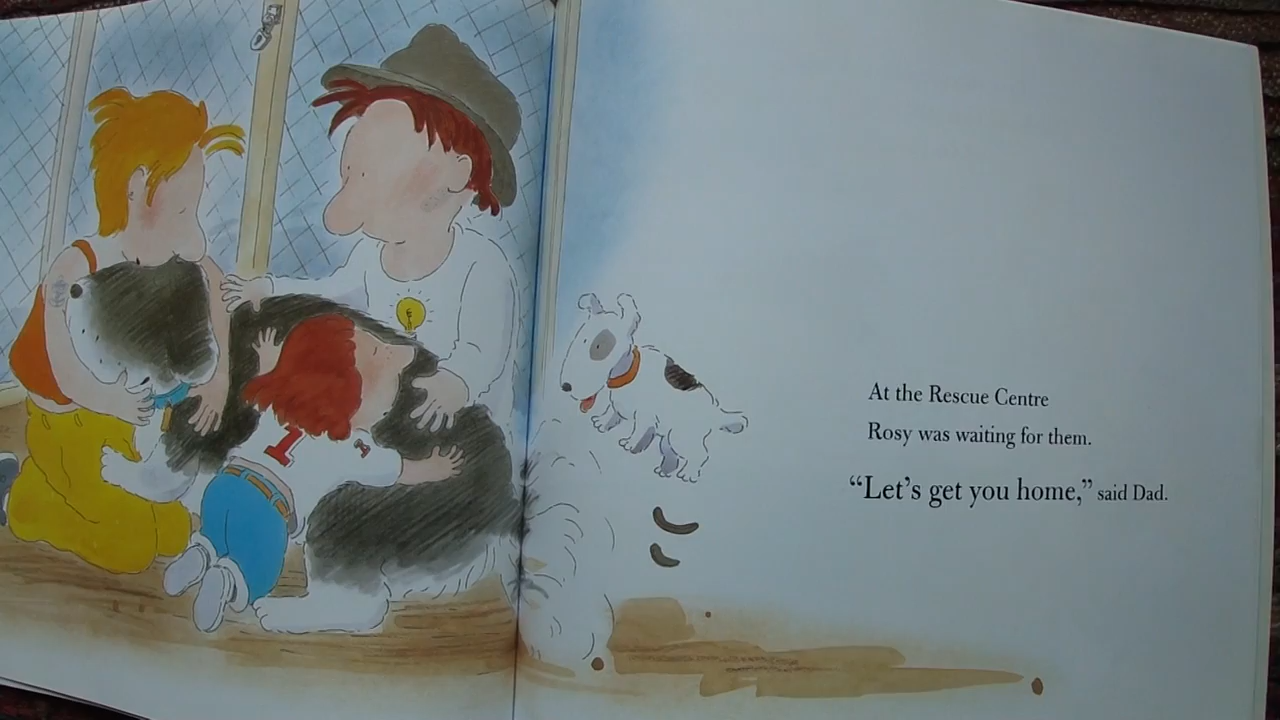 At the Rescue Centre
Rosy was waiting for them.
“Let’s get you home,” said Dad.